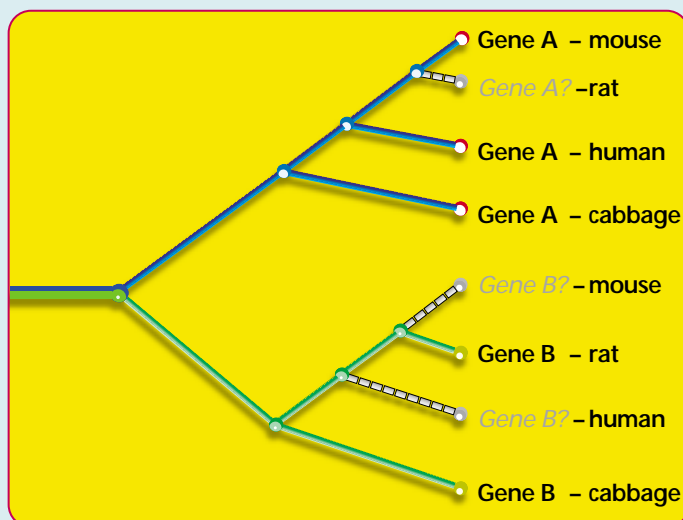 Gene A – mouse
Gene A? – rat
Gene A – human
Gene A – cabbage
Gene B? – mouse
Gene B – rat
Gene B? – human
Gene B – cabbage